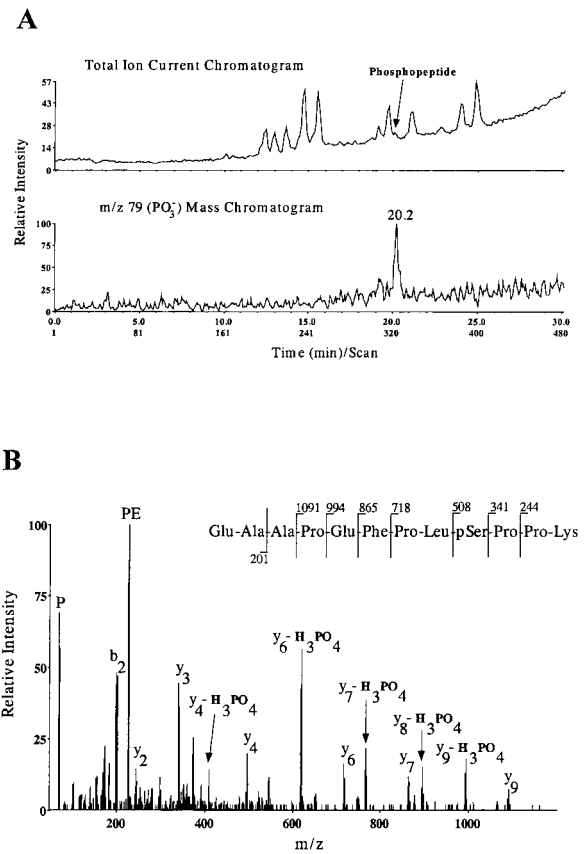 A
Total Ion Current Chromatogram
Phosphopeptide
57
43
28
14
0
Relative Intensity
m/z 79 (PO3-) Mass Chromatogram
20.2
100
75
50
25
0
0.0 5.0 10.0 15.0 20.0 25.0 30.0
1 81 161 241 320 400 480
Time (min)/Scan
B
1091 994 865 718 508 341 244
Glu-Ala-Ala-Pro-Glu-Phe-Pro-Leu-pSer-Pro-Pro-Lys
201
100
75
50
25
0
Relative Intensity
P
PE
b2
y2
y3
y4-H3PO4
y4
y6-H3PO4
y6
y7-H3PO4
y7
y8-H3PO4
y9-H3PO4
y9
200 400 600 800 1000
m/z